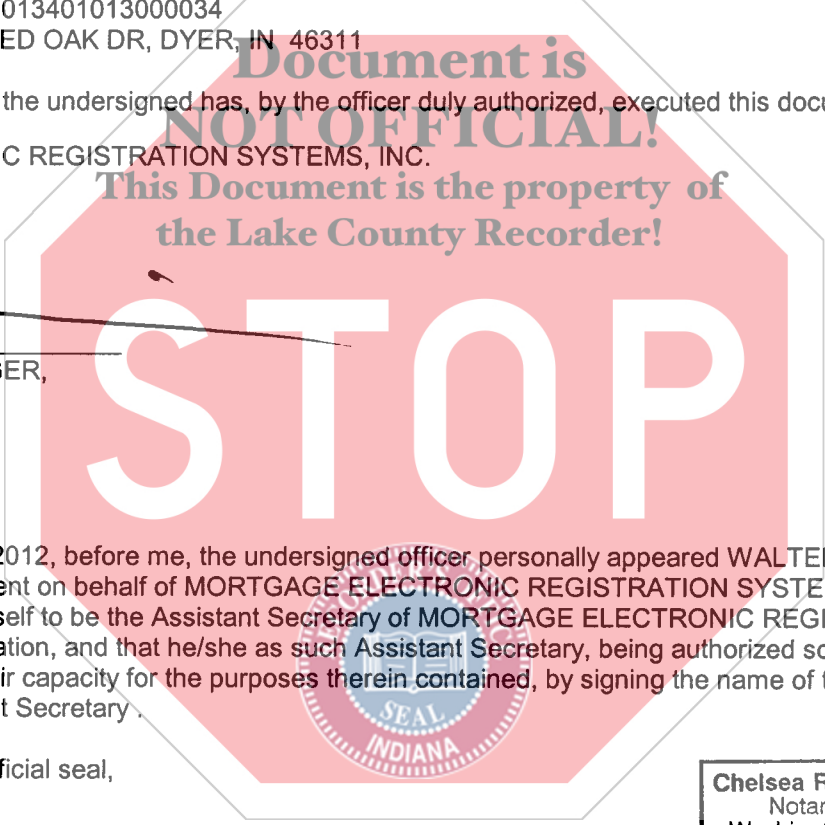 013401013000034
ED OAK DR, DYER, IN 46311
Document is
the undersigned has, by the officer duly authorized, executed this docu
NOT OFFICIAL!
C REGISTRATION SYSTEMS, INC.
This Document is the property of
the Lake County Recorder!
STOP
GER,
2012, before me, the undersigned officer personally appeared WALTE
ent on behalf of MORTGAGE ELECTRONIC REGISTRATION SYSTE
self to be the Assistant Secretary of MORTGAGE ELECTRONIC REGI
ation, and that he/she as such Assistant Secretary, being authorized so
ir capacity for the purposes therein contained, by signing the name of t
t Secretary .
SEAL
INDIANA
ficial seal,
Chelsea R
Notar